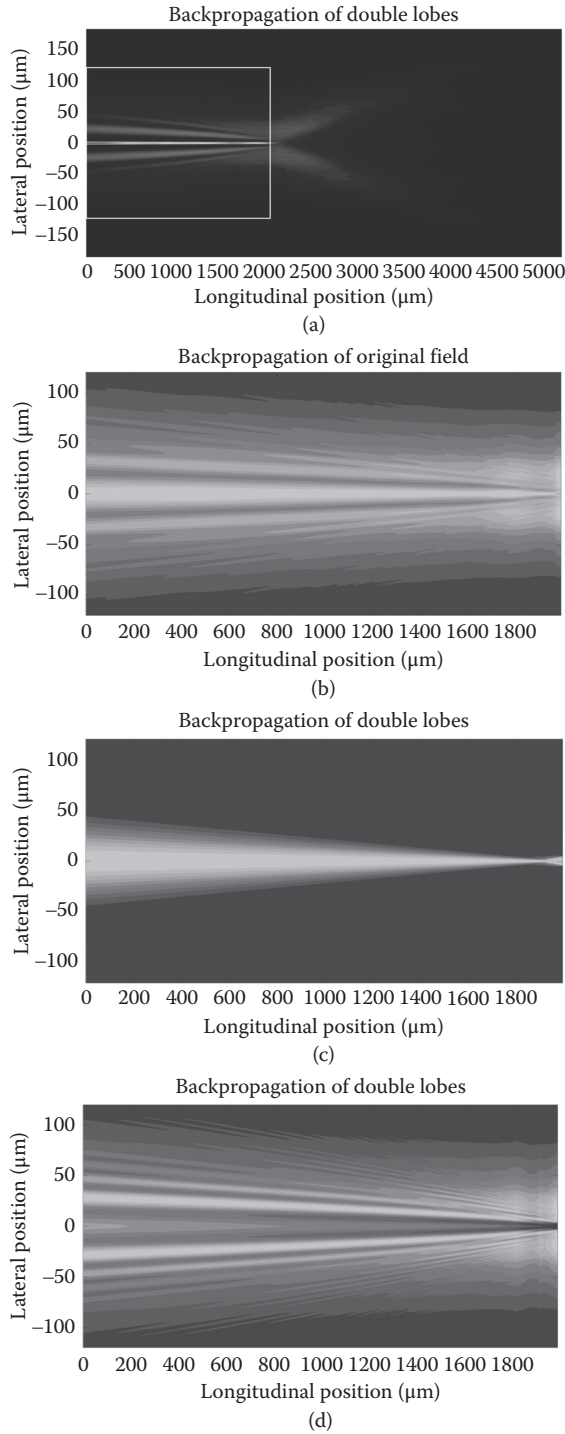 Backpropagation of double lobes
150
100
50
0
−50
−100
−150
Lateral position (µm)
0 500 1000 1500 2000 2500 3000 3500 4000 4500 5000
Longitudinal position (µm)
(a)
Backpropagation of original field
100
50
0
−50
−100
Lateral position (µm)
0 200 400 600 800 1000 1200 1400 1600 1800
Longitudinal position (µm)
(b)
Backpropagation of double lobes
100
50
0
−50
−100
Lateral position (µm)
0 200 400 600 800 1000 1200 1400 1600 1800
Longitudinal position (µm)
(c)
Backpropagation of double lobes
100
50
0
−50
−100
Lateral position (µm)
0 200 400 600 800 1000 1200 1400 1600 1800
Longitudinal position (µm)
(d)